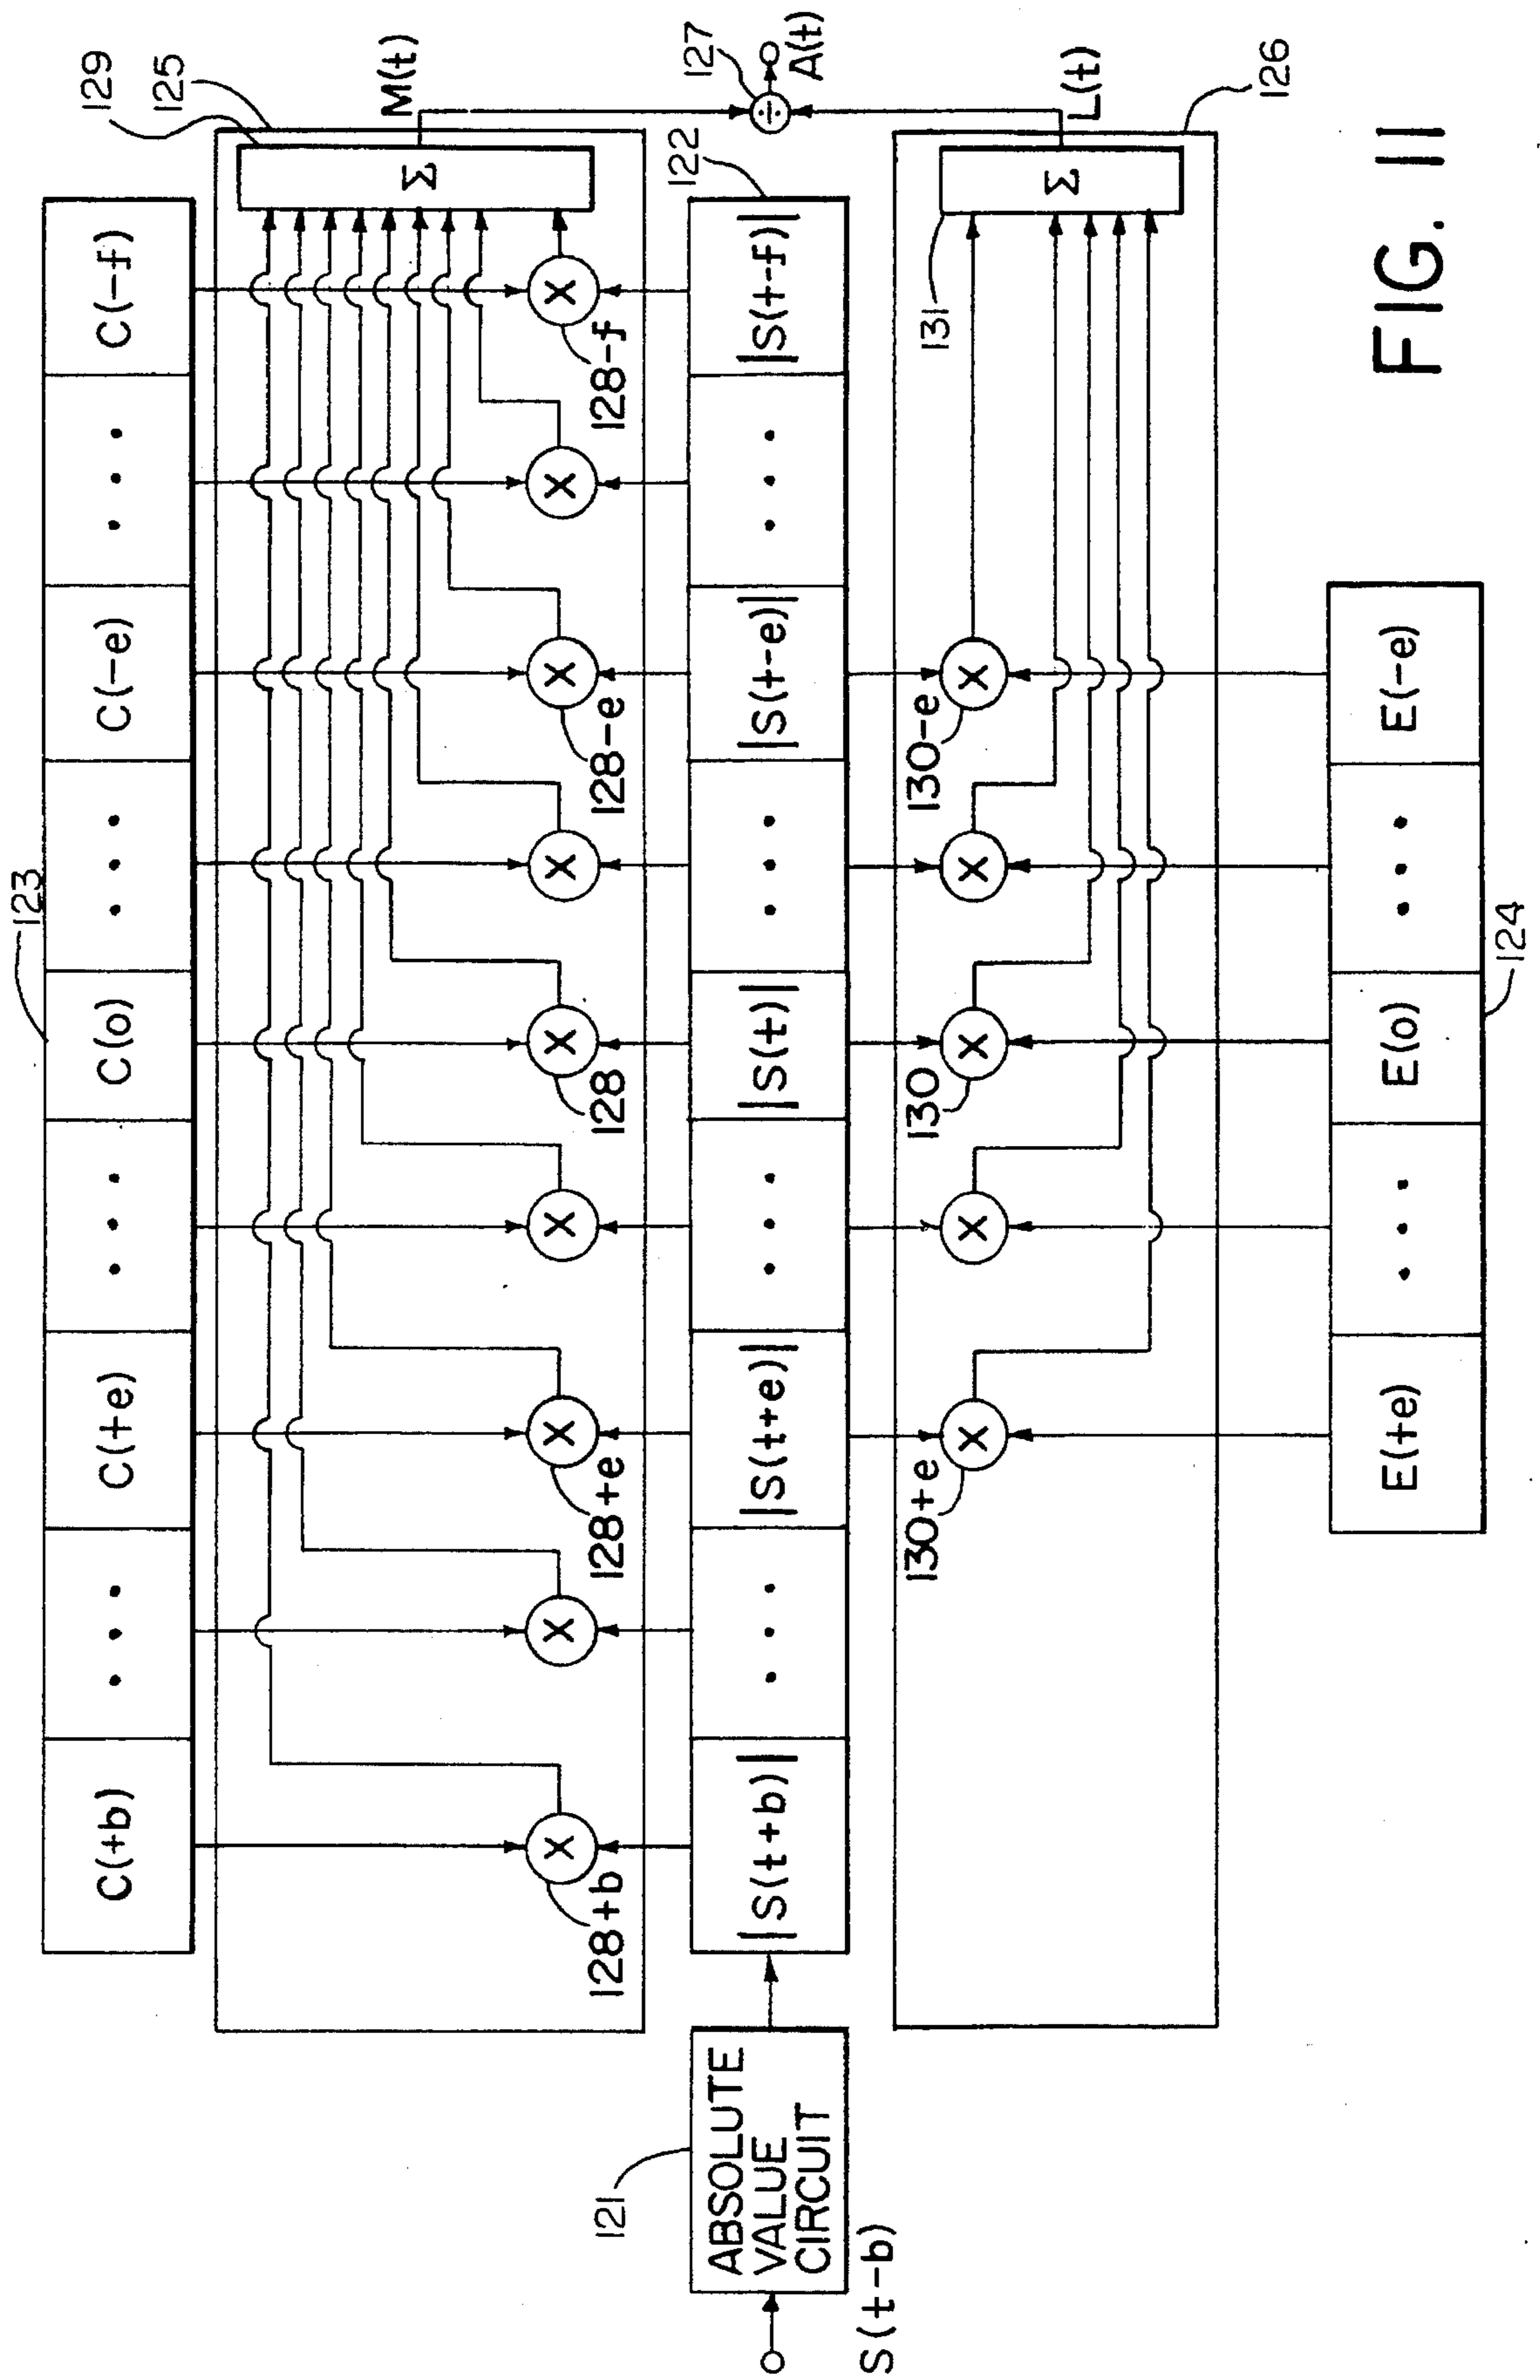 129
125
M(t)
127
A(t)
L(t)
126
122
123
C(+b)
• • •
C(+e)
• • •
C(o)
• • •
C(-e)
• • •
C(-f)
Σ
X
X
X
X
X
X
X
X
X
128+b
128+e
128
128-e
128-f
÷
121
ABSOLUTE
VALUE
CIRCUIT
S(t-b)
|S(t+b)|
• • •
|S(t+e)|
• • •
|S(t)|
• • •
|S(t-e)|
• • •
|S(t-f)|
130+e
130
130-e
131
X
X
X
X
X
Σ
E(+e)
• • •
E(o)
• • •
E(-e)
124
FIG. 11